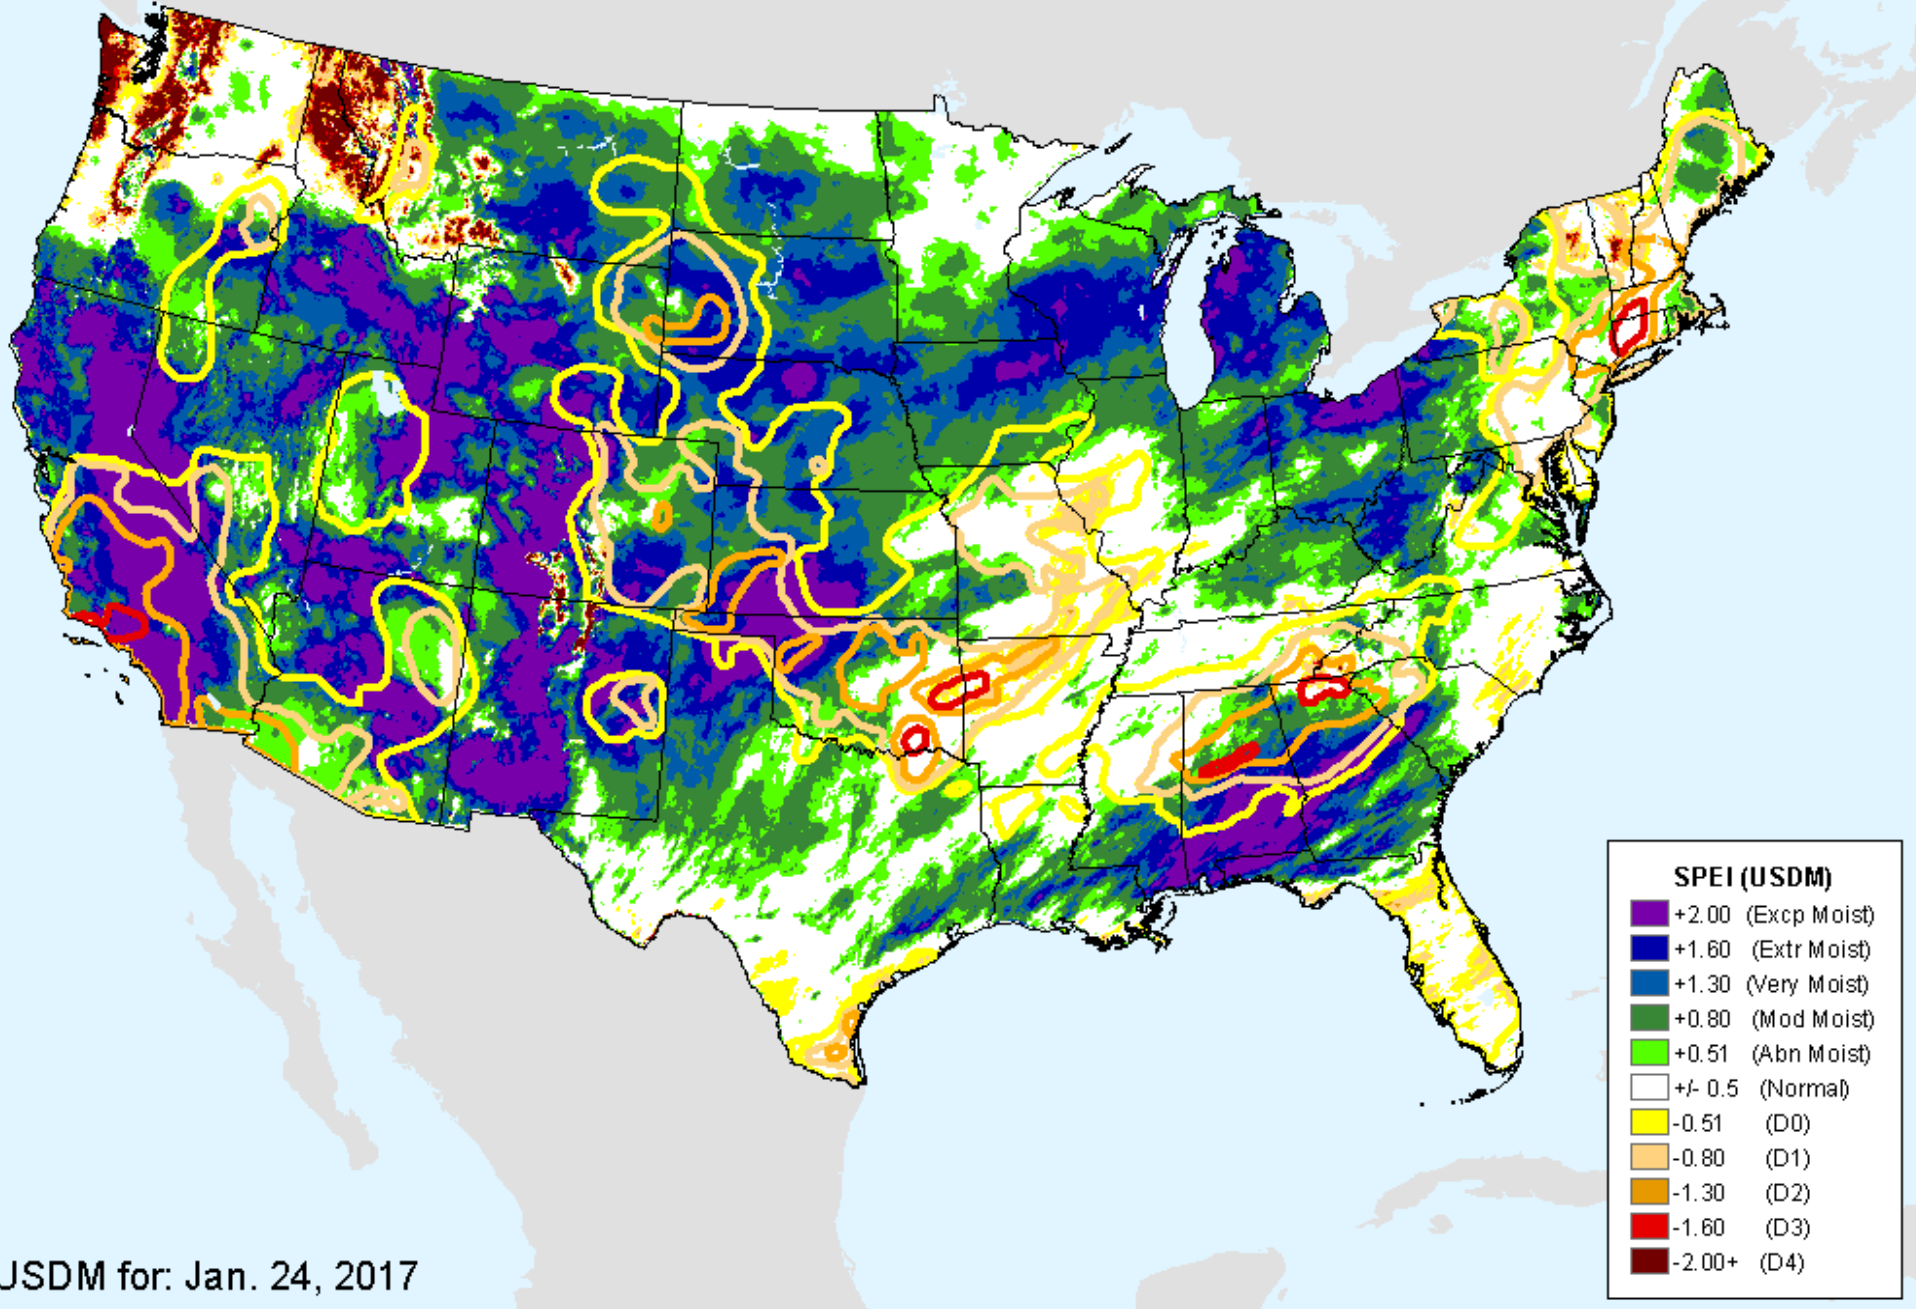 SPEI (USDM)
+2.00 (Excp Moist)
+1.60 (Extr Moist)
+1.30 (Very Moist)
+0.80 (Mod Moist)
+0.51 (Abn Moist)
+/- 0.5 (Normal)
-0.51 (D0)
-0.80 (D1)
-1.30 (D2)
-1.60 (D3)
-2.00+ (D4)
USDM for: Jan. 24, 2017